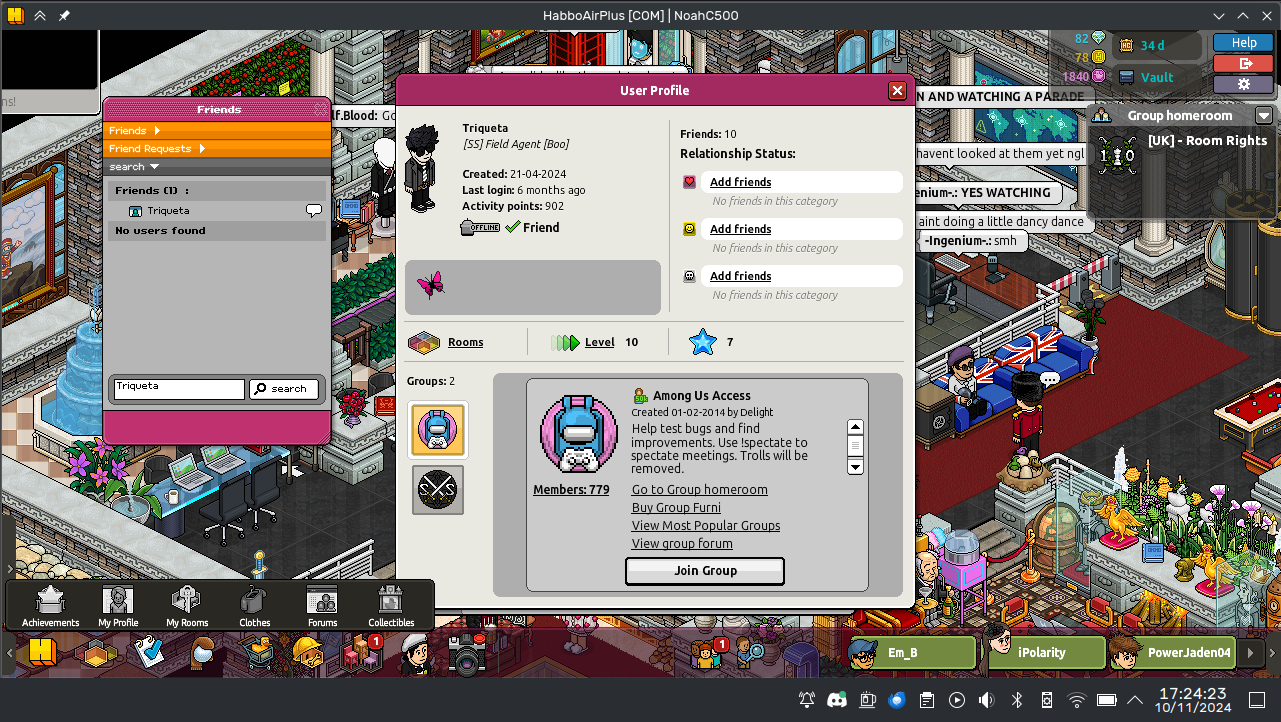 HabboAirPlus [COM] | NoahC500
82
78
1840
34 d
Vault
Help
ns!
Friends
Friends
Friend Requests
search
Friends (1) :
Triqueta
No users found
Triqueta
search
lf.Blood: Go
User Profile
Triqueta
[SS] Field Agent [Boo]
Created: 21-04-2024
Last login: 6 months ago
Activity points: 902
OFFLINE
Friend
Friends: 10
Relationship Status:
Add friends
No friends in this category
Add friends
No friends in this category
Add friends
No friends in this category
Rooms
Level 10
7
Groups: 2
Among Us Access
Created 01-02-2014 by Delight
Help test bugs and find
improvements. Use !spectate to
spectate meetings. Trolls will be
removed.
Members: 779
Go to Group homeroom
Buy Group Furni
View Most Popular Groups
View group forum
Join Group
N AND WATCHING A PARADE
Group homeroom
[UK] - Room Rights
havent looked at them yet ngl
enium-.: YES WATCHING
aint doing a little dancy dance
-Ingenium-.: smh
Achievements
My Profile
My Rooms
Clothes
Forums
Collectibles
1
1
Em_B
iPolarity
PowerJaden04
17:24:23
10/11/2024